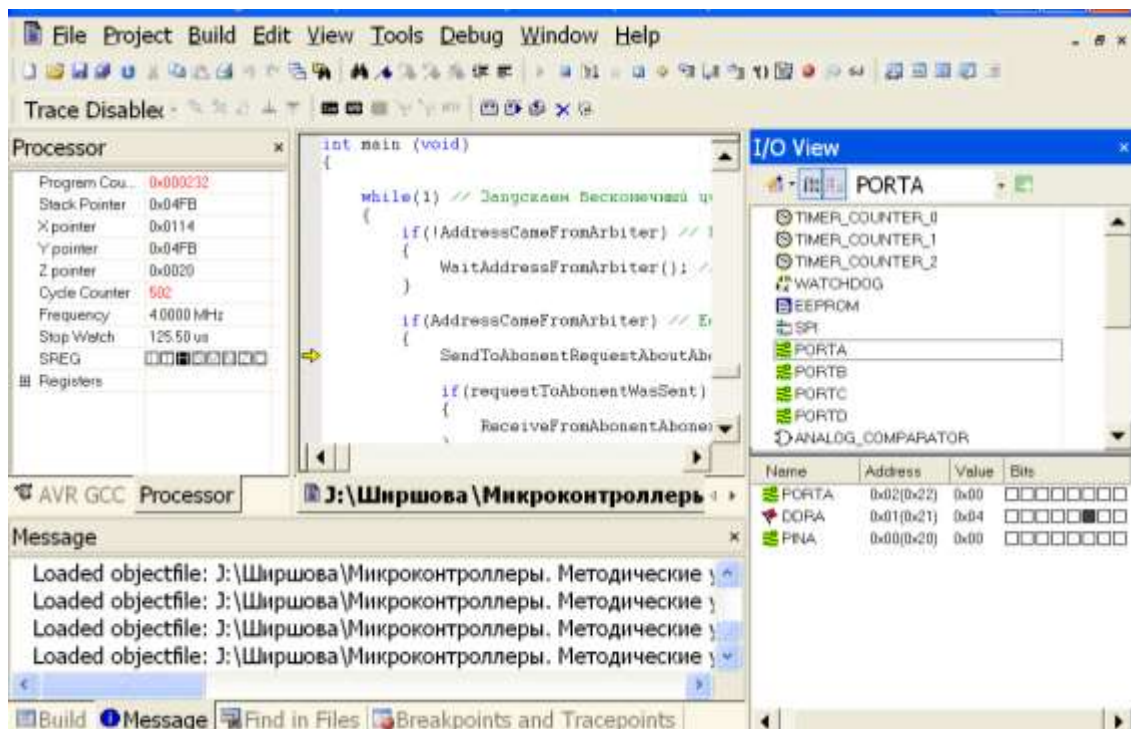 File Project Build Edit View Tools Debug Window Help
Trace Disabled
Processor
Program Cou... 0x000232
Stack Pointer 0x04FB
X pointer 0x0114
Y pointer 0x04FB
Z pointer 0x0020
Cycle Counter 502
Frequency 4.0000 MHz
Stop Watch 125.50 us
SREG
Registers
AVR GCC Processor
int main (void)
{
while(1) // Запускаем бесконечный
{
if(!AddressCameFromArbiter) //
{
WaitAddressFromArbiter(); //
}
if(AddressCameFromArbiter) //
{
SendToAbonentRequestAboutAb
if(requestToAbonentWasSent)
{
ReceiveFromAbonentAbone
J:\Ширшова\Микроконтроллеры
I/O View
PORTA
TIMER_COUNTER_0
TIMER_COUNTER_1
TIMER_COUNTER_2
WATCHDOG
EEPROM
SPI
PORTA
PORTB
PORTC
PORTD
ANALOG_COMPARATOR
Name Address Value Bits
PORTA 0x02(0x22) 0x00
DDRA 0x01(0x21) 0x04
PINA 0x00(0x20) 0x00
Message
Loaded objectfile: J:\Ширшова\Микроконтроллеры. Методические у
Loaded objectfile: J:\Ширшова\Микроконтроллеры. Методические у
Loaded objectfile: J:\Ширшова\Микроконтроллеры. Методические у
Loaded objectfile: J:\Ширшова\Микроконтроллеры. Методические у
Build Message Find in Files Breakpoints and Tracepoints